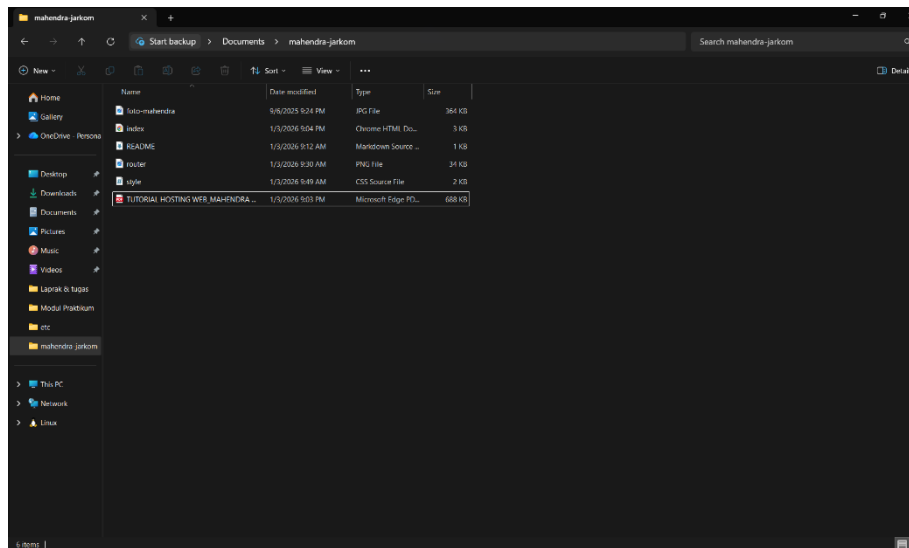 mahendra-jarkom
Start backup > Documents > mahendra-jarkom
Search mahendra-jarkom
New
Sort
View
Detai
Name Date modified Type Size
foto-mahendra 9/6/2025 9:24 PM JPG File 364 KB
index 1/3/2026 9:04 PM Chrome HTML Do... 3 KB
README 1/3/2026 9:12 AM Markdown Source ... 1 KB
router 1/3/2026 9:30 AM PNG File 34 KB
style 1/3/2026 9:49 AM CSS Source File 2 KB
TUTORIAL HOSTING WEB_MAHENDRA ... 1/3/2026 9:03 PM Microsoft Edge PD... 688 KB
Home
Gallery
OneDrive - Persona
Desktop
Downloads
Documents
Pictures
Music
Videos
Laprak & tugas
Modul Praktikum
etc
mahendra-jarkom
This PC
Network
Linux
6 items